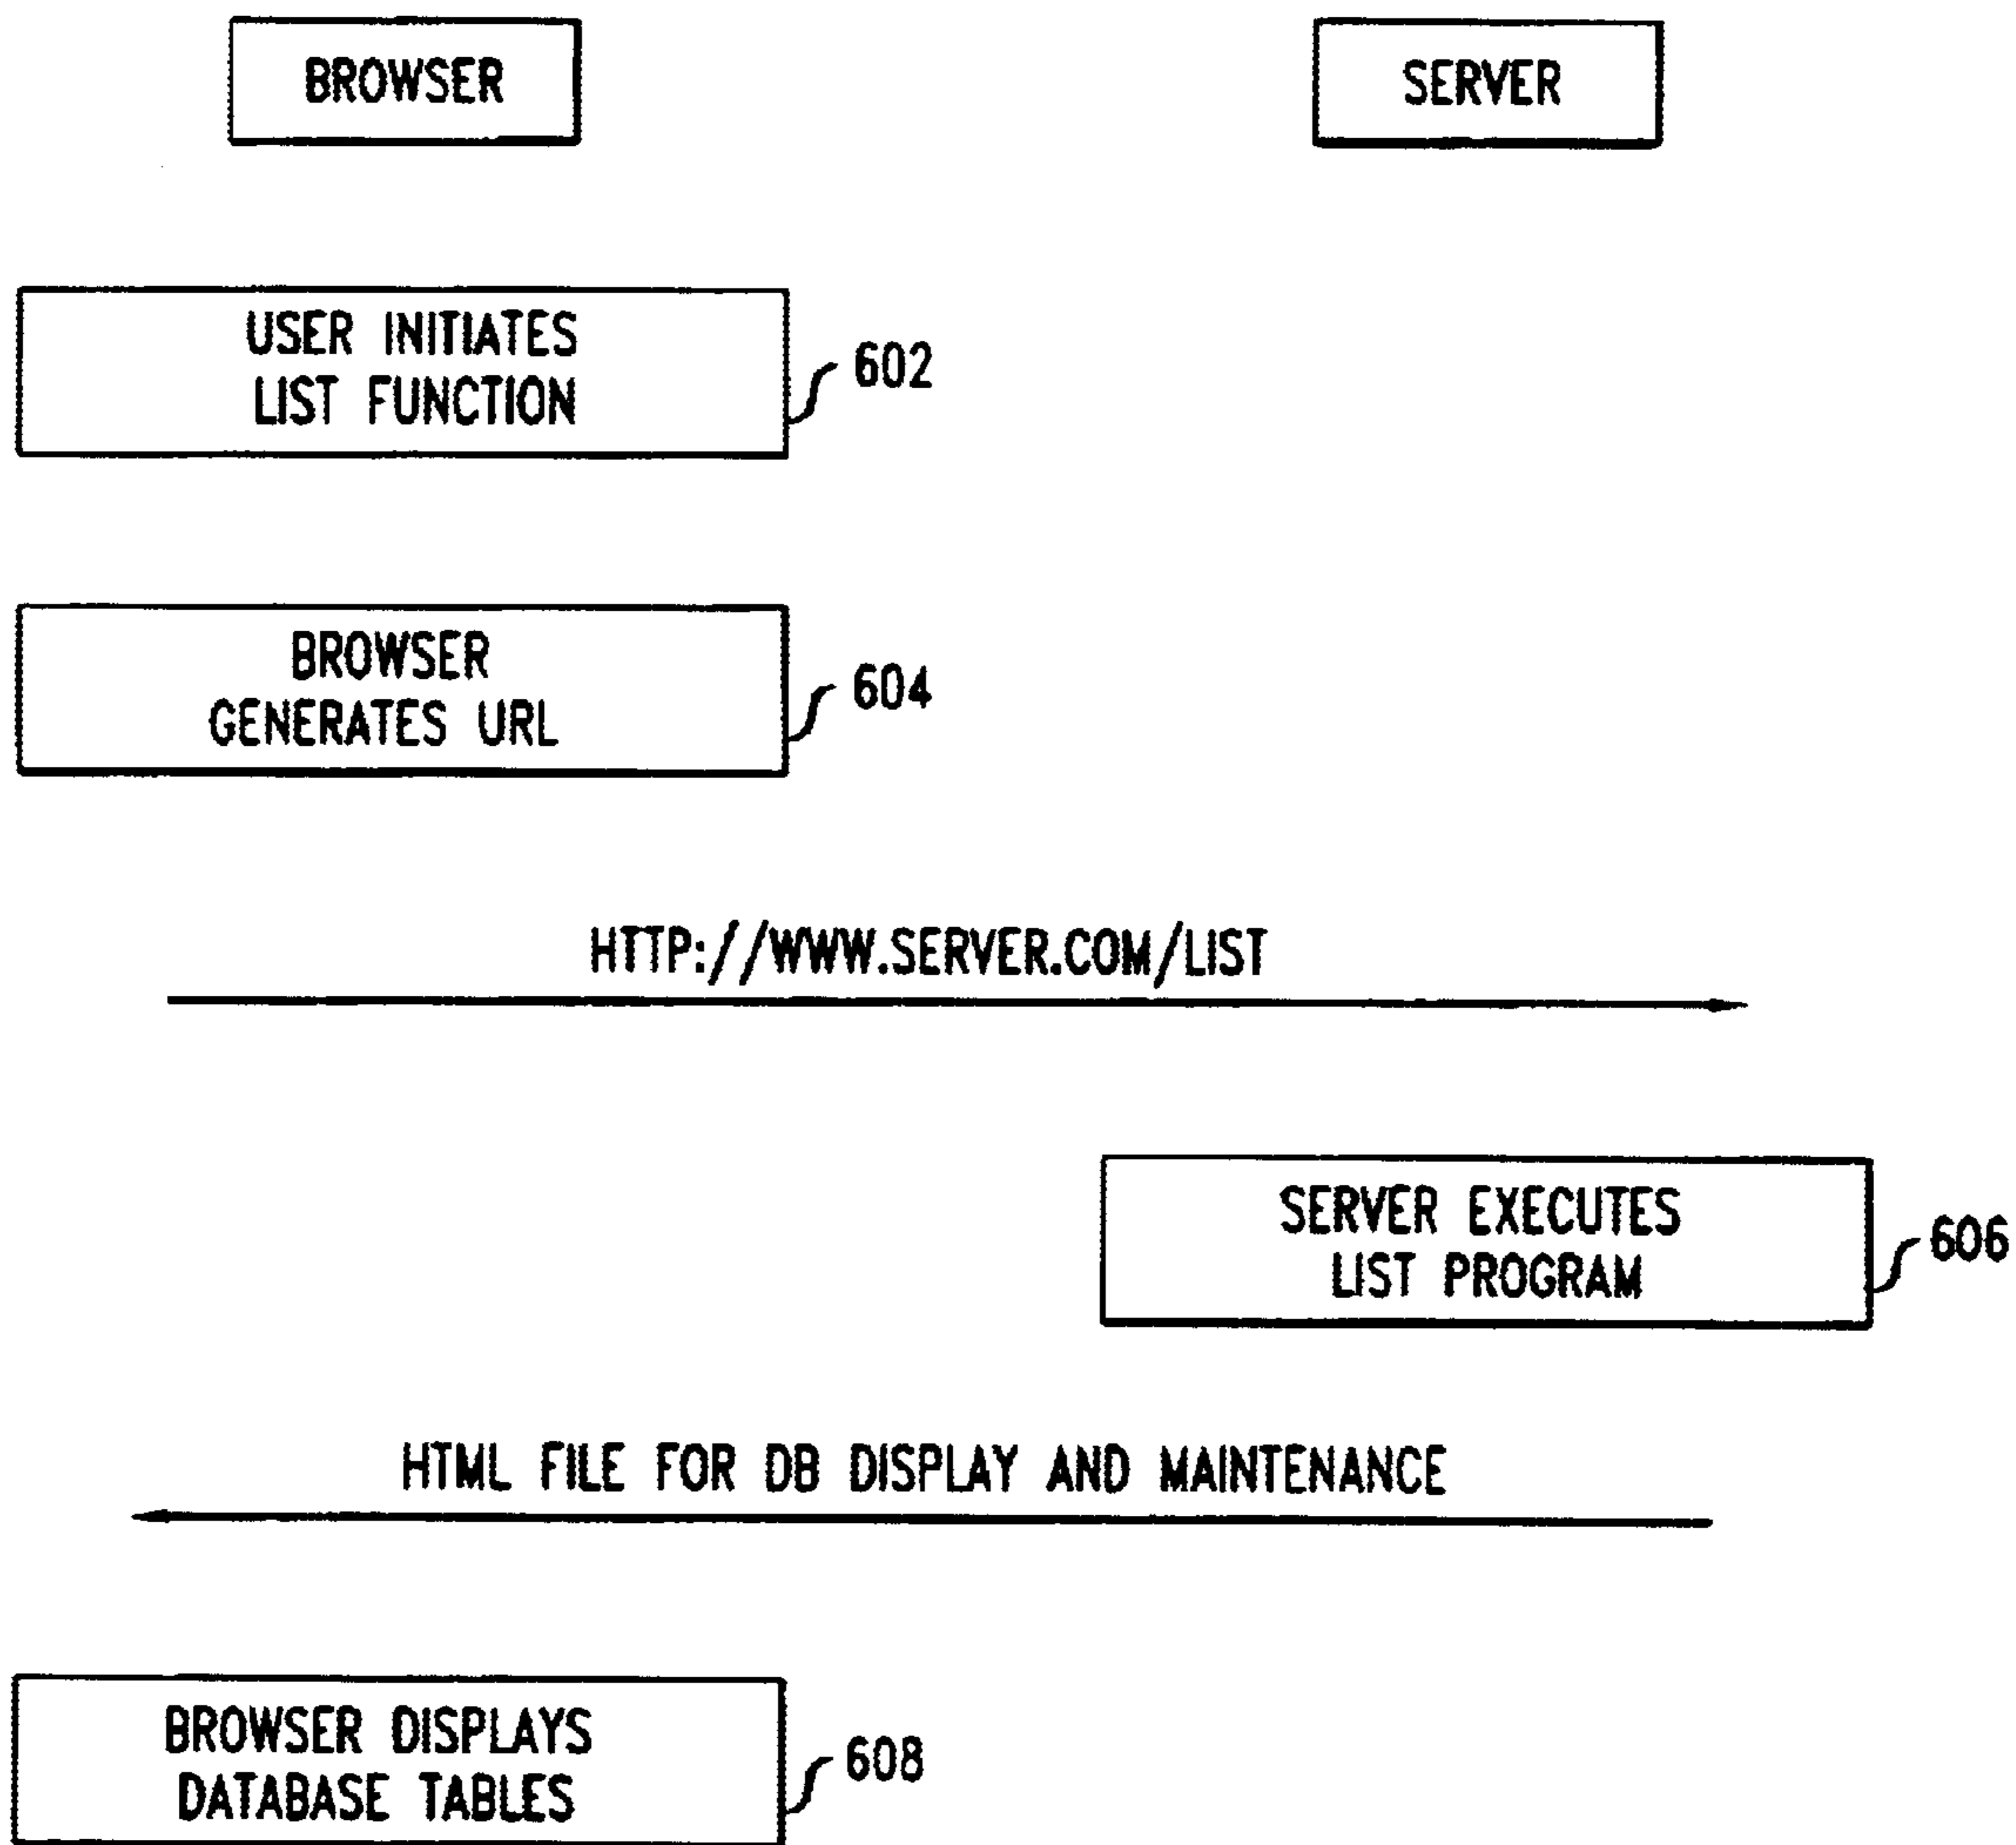 BROWSER
SERVER
USER INITIATES
LIST FUNCTION
602
BROWSER
GENERATES URL
604
HTTP://WWW.SERVER.COM/LIST
SERVER EXECUTES
LIST PROGRAM
606
HTML FILE FOR DB DISPLAY AND MAINTENANCE
BROWSER DISPLAYS
DATABASE TABLES
608